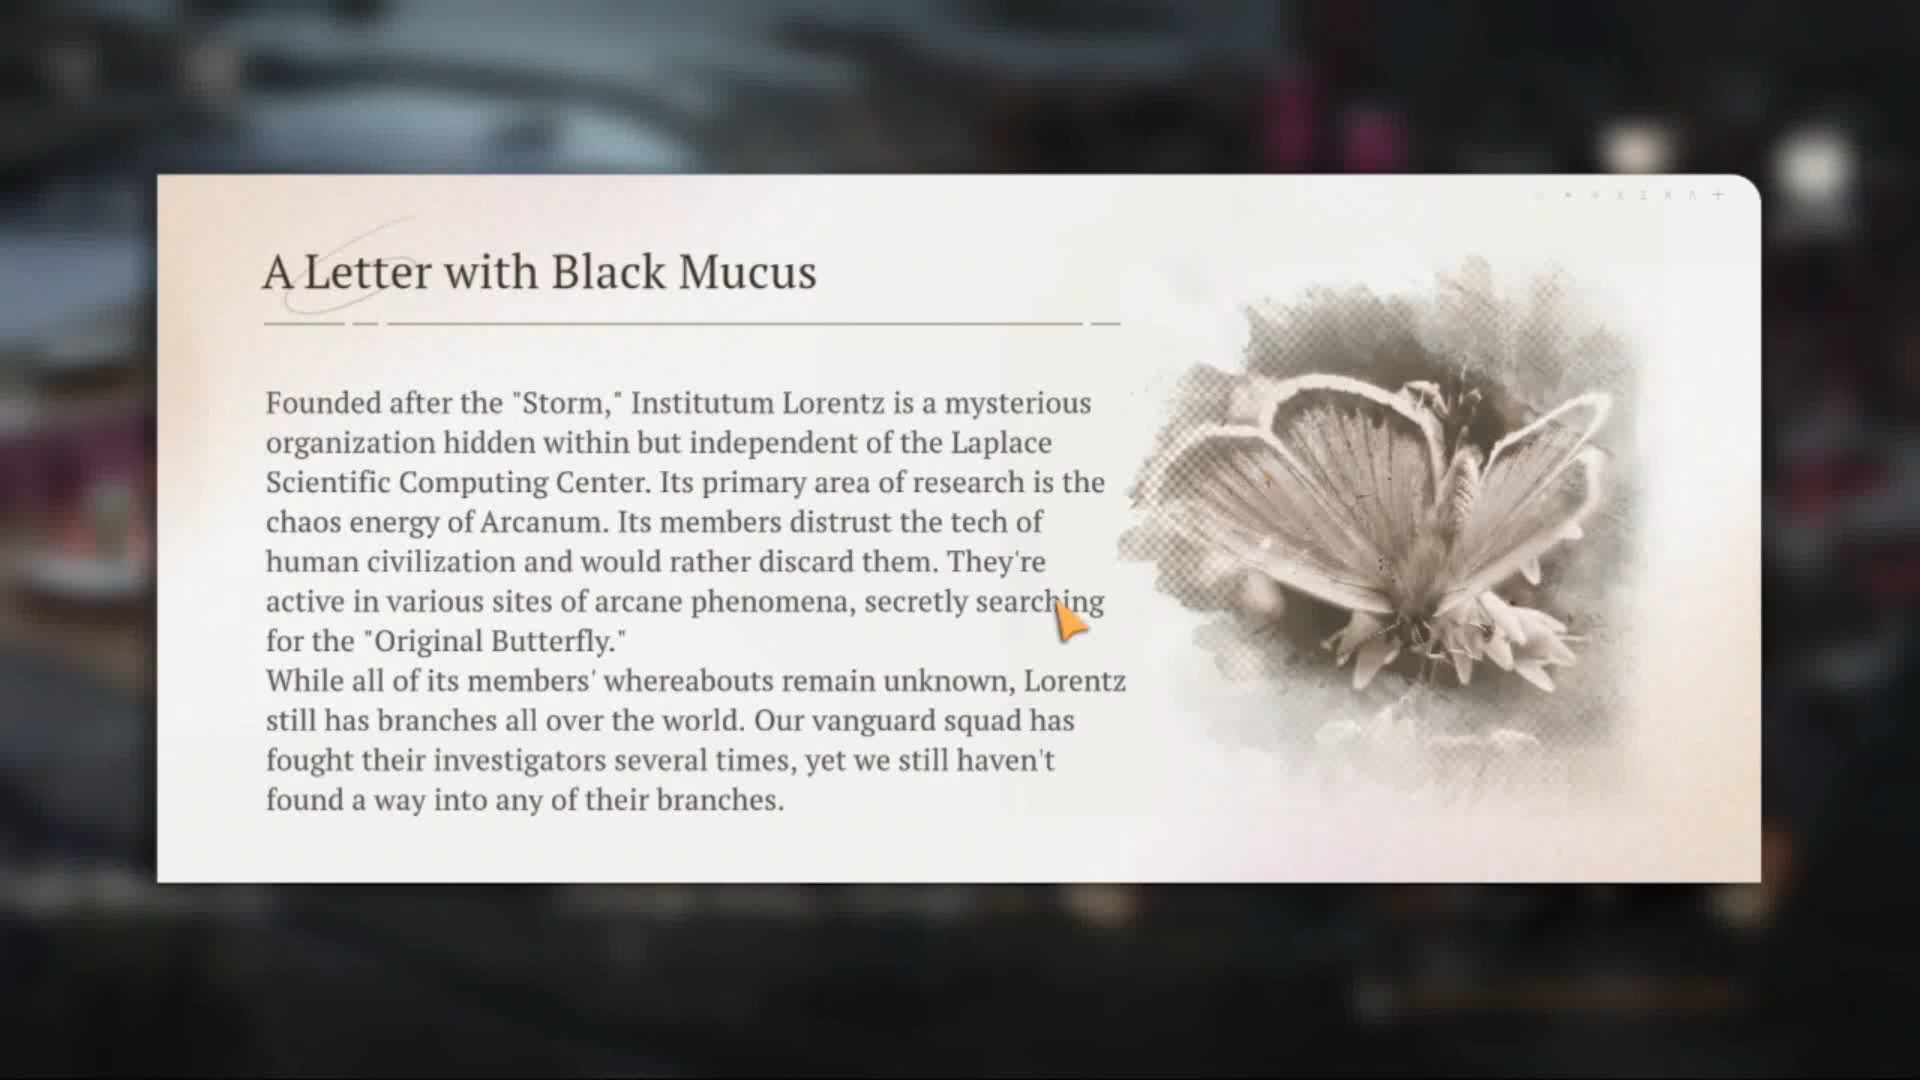 A Letter with Black Mucus
Founded after the "Storm," Institutum Lorentz is a mysterious
organization hidden within but independent of the Laplace
Scientific Computing Center. Its primary area of research is the
chaos energy of Arcanum. Its members distrust the tech of
human civilization and would rather discard them. They're
active in various sites of arcane phenomena, secretly searching
for the "Original Butterfly."
While all of its members' whereabouts remain unknown, Lorentz
still has branches all over the world. Our vanguard squad has
fought their investigators several times, yet we still haven't
found a way into any of their branches.